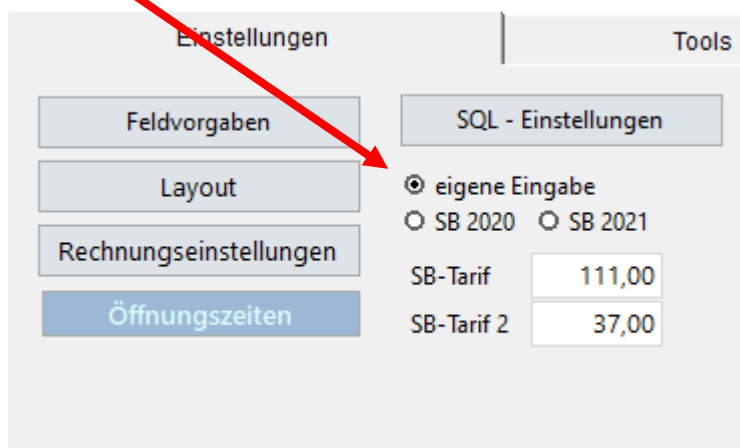 Einstellungen
Tools
Feldvorgaben
SQL - Einstellungen
Layout
eigene Eingabe
SB 2020 SB 2021
Rechnungseinstellungen
SB-Tarif 111,00
Öffnungszeiten
SB-Tarif 2 37,00